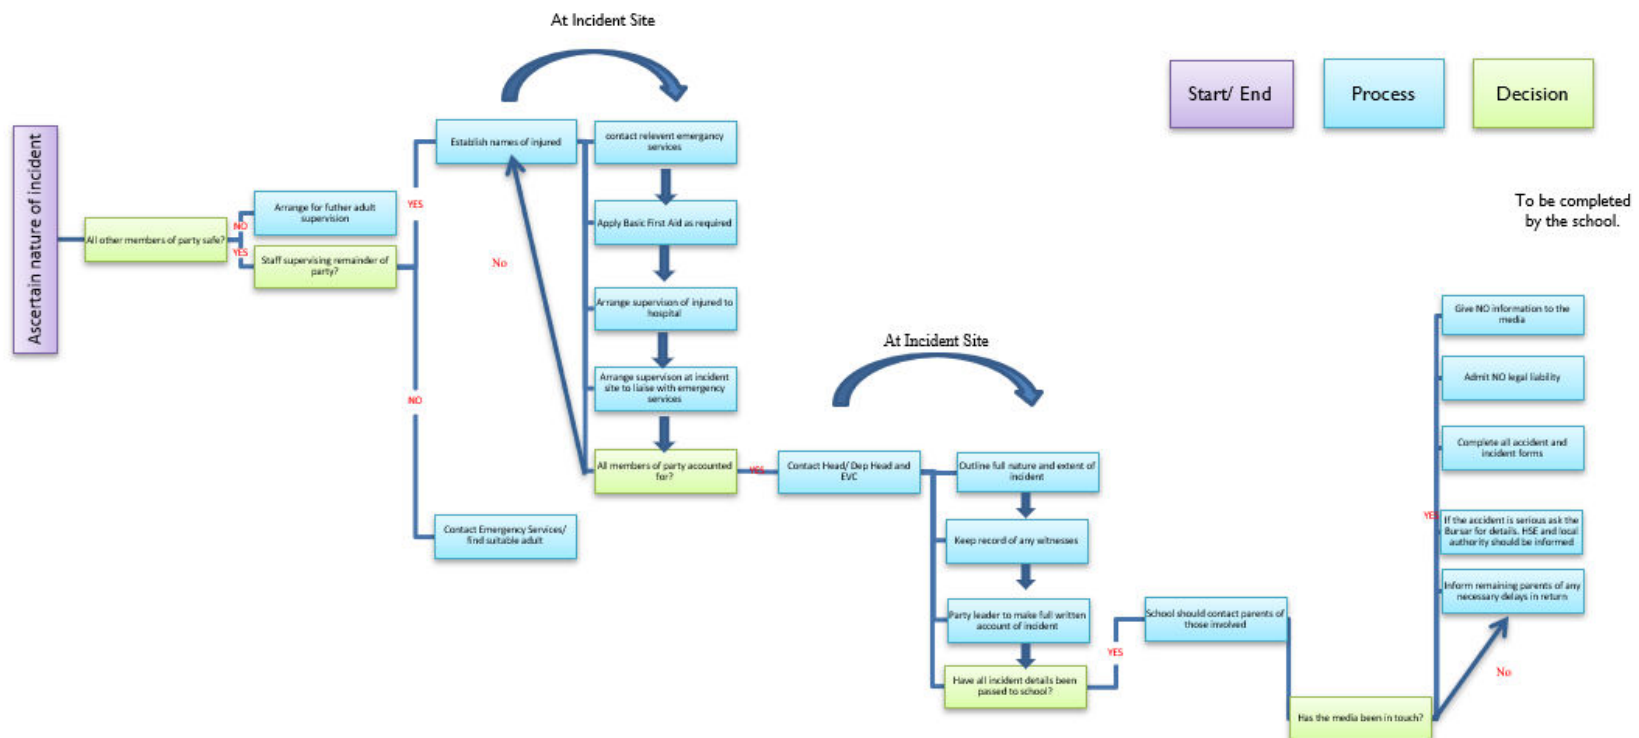 At Incident Site
Start/ End
Process
Decision
To be completed
by the school.
Ascertain nature of incident
All other members of party safe?
NO
YES
Arrange for futher adult
supervision
Staff supervising remainder of
party?
YES
NO
Establish names of injured
Contact Emergency Services/
find suitable adult
contact relevent emergancy
services
Apply Basic First Aid as required
Arrange supervison of injured to
hospital
Arrange supervison at incident
site to liaise with emergency
services
All members of party accounted
for?
No
YES
At Incident Site
Contact Head/ Dep Head and
EVC
Outline full nature and extent of
incident
Keep record of any witnesses
Party leader to make full written
account of incident
Have all incident details been
passed to school?
YES
School should contact parents of
those involved
Has the media been in touch?
YES
No
Give NO information to the
media
Admit NO legal liability
Complete all accident and
incident forms
If the accident is serious ask the
Bursar for details. HSE and local
authority should be informed
Inform remaining parents of any
necessary delays in return